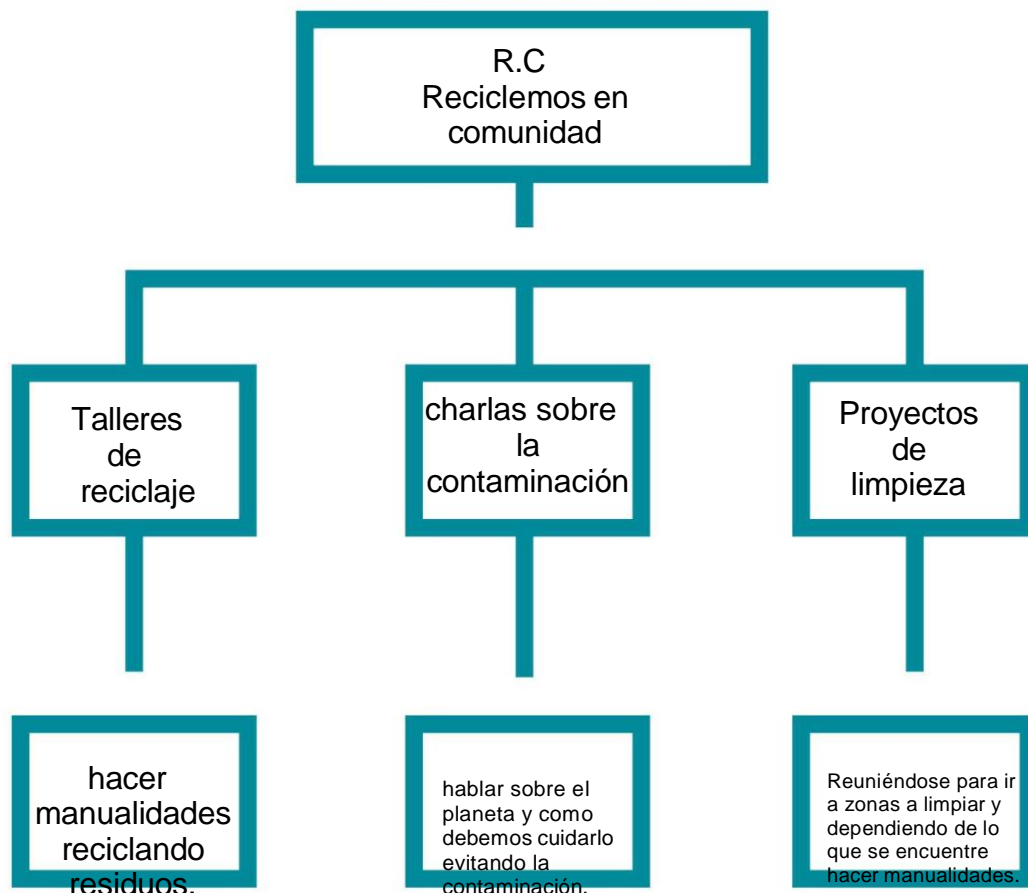 R.C
Reciclemos en
comunidad
Talleres
de
reciclaje
charlas sobre
la
contaminación
Proyectos
de
limpieza
hacer
manualidades
reciclando
residuos.
hablar sobre el
planeta y como
debemos cuidarlo
evitando la
contaminación.
Reuniéndose para ir
a zonas a limpiar y
dependiendo de lo
que se encuentre
hacer manualidades.